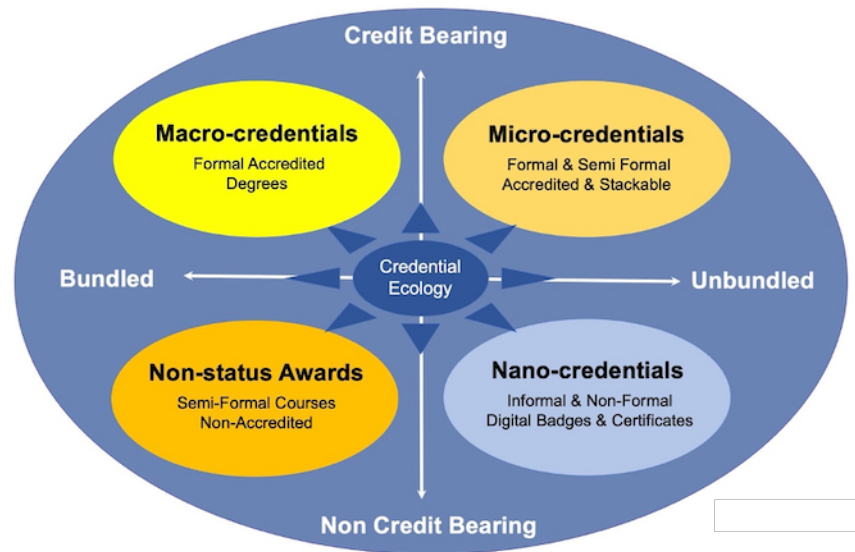 Credit Bearing
Macro-credentials
Formal Accredited
Degrees
Micro-credentials
Formal & Semi Formal
Accredited & Stackable
Bundled
Credential
Ecology
Unbundled
Non-status Awards
Semi-Formal Courses
Non-Accredited
Nano-credentials
Informal & Non-Formal
Digital Badges & Certificates
Non Credit Bearing